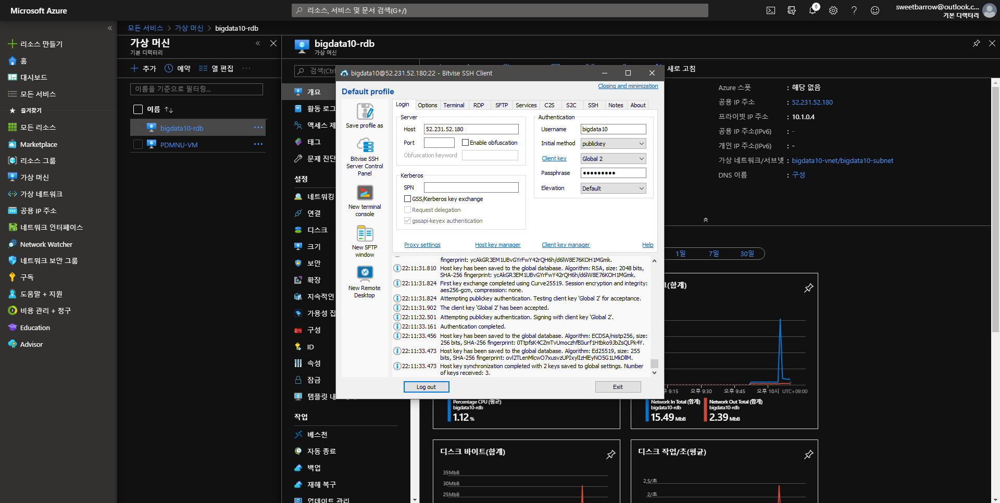 Microsoft Azure
리소스, 서비스 및 문서 검색(G+/)
6
sweetbarrow@outlook.c...
기본 디렉터리
리소스 만들기
홈
대시보드
모든 서비스
즐겨찾기
모든 리소스
Marketplace
리소스 그룹
가상 머신
가상 네트워크
공용 IP 주소
네트워크 인터페이스
Network Watcher
네트워크 보안 그룹
구독
도움말 + 지원
비용 관리 + 청구
Education
Advisor
모든 서비스 > 가상 머신 > bigdata10-rdb
가상 머신
기본 디렉터리
추가 예약 열 편집 ...
이름을 기준으로 필터링...
이름 ↑↓
bigdata10-rdb ...
PDMNU-VM ...
bigdata10-rdb
가상 머신
검색(Ctr
개요
활동 로그
액세스 제
태그
문제 진단
설정
네트워킹
연결
디스크
크기
보안
확장
지속적인
가용성 집
구성
ID
속성
잠금
템플릿 내
작업
베스천
자동 종료
백업
재해 복구
업데이트 관리
새로 고침
Azure 스폿 : 해당 없음
공용 IP 주소 : 52.231.52.180
프라이빗 IP 주소 : 10.1.0.4
공용 IP 주소(IPv6) : -
개인 IP 주소(IPv6) : -
가상 네트워크/서브넷 : bigdata10-vnet/bigdata10-subnet
DNS 이름 : 구성
1일 7일 30일
(합계)
9:15 오후 9:30 오후 9:45 오후 10시 UTC+09:00
Percentage CPU (평균)
bigdata10-rdb
1.12 %
Network In Total (합계)
bigdata10-rdb
15.49 MbB
Network Out Total (합계)
bigdata10-rdb
2.39 MbB
디스크 바이트(합계)
35MbB
30MbB
25MbB
디스크 작업/초(평균)
2.5/초
2/초
bigdata10@52.231.52.180:22 - Bitvise SSH Client
Default profile
Closing and minimization
Save profile as
Bitvise SSH
Server Control
Panel
New terminal
console
New SFTP
window
New Remote
Desktop
Login Options Terminal RDP SFTP Services C2S S2C SSH Notes About
Server
Host 52.231.52.180
Port Enable obfuscation
Obfuscation keyword
Kerberos
SPN
GSS/Kerberos key exchange
Request delegation
gssapi-keyex authentication
Authentication
Username bigdata10
Initial method publickey
Client key Global 2
Passphrase ●●●●●●●●●
Elevation Default
Proxy settings Host key manager Client key manager Help
fingerprint: ycAkGR3EM1UBvGYrFwY42rQH6h/d6lW8E76KOH1MGmk.
22:11:31.810 Host key has been saved to the global database. Algorithm: RSA, size: 2048 bits,
SHA-256 fingerprint: ycAkGR3EM1UBvGYrFwY42rQH6h/d6lW8E76KOH1MGmk.
22:11:31.824 First key exchange completed using Curve25519. Session encryption and integrity:
aes256-gcm, compression: none.
22:11:31.824 Attempting publickey authentication. Testing client key 'Global 2' for acceptance.
22:11:31.902 The client key 'Global 2' has been accepted.
22:11:32.501 Attempting publickey authentication. Signing with client key 'Global 2'.
22:11:33.161 Authentication completed.
22:11:33.456 Host key has been saved to the global database. Algorithm: ECDSA/nistp256, size:
256 bits, SHA-256 fingerprint: 0TtpfsK4CZmTvUmoczhfBIiurf1Htbko9JbZsQLPk4Y.
22:11:33.473 Host key has been saved to the global database. Algorithm: Ed25519, size: 255
bits, SHA-256 fingerprint: ovl2TLenMlcwO7xusvzUPIxylIzHlEyNO5G1LMkDllM.
22:11:33.473 Host key synchronization completed with 2 keys saved to global settings. Number
of keys received: 3.
Log out
Exit